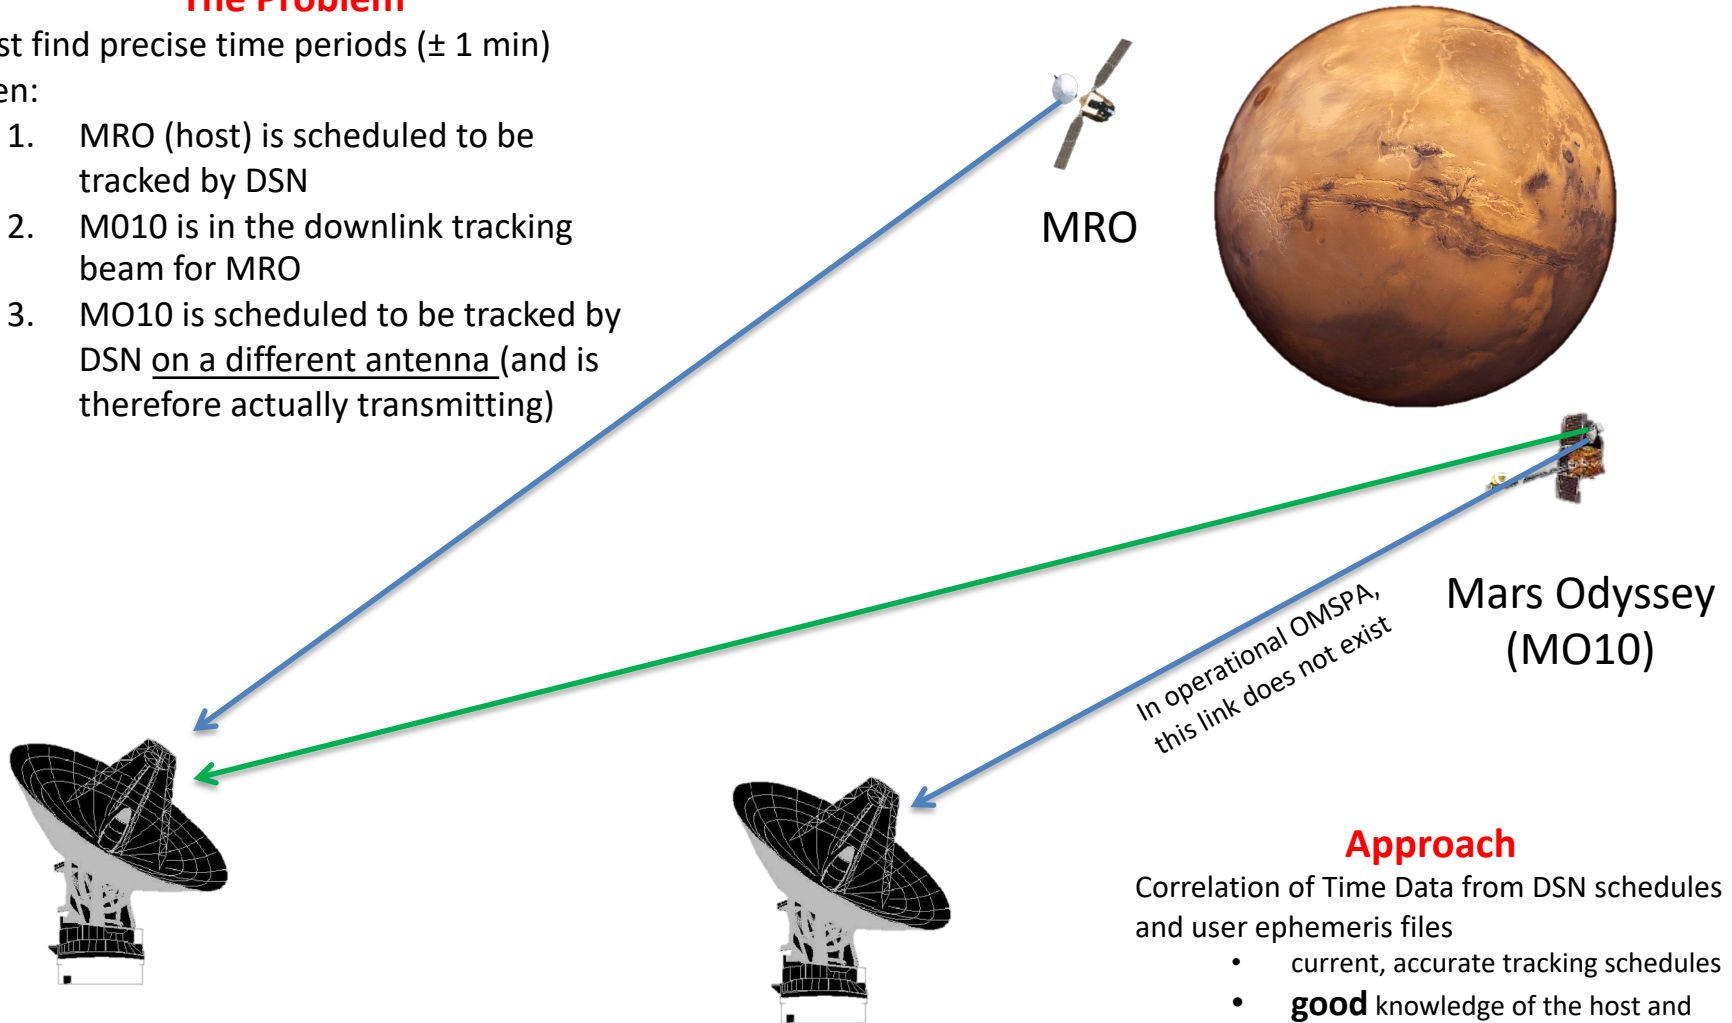 The Problem
st find precise time periods (± 1 min)
en:
1. MRO (host) is scheduled to be
tracked by DSN
2. M010 is in the downlink tracking
beam for MRO
3. MO10 is scheduled to be tracked by
DSN on a different antenna (and is
therefore actually transmitting)
MRO
Mars Odyssey
(MO10)
In operational OMSPA,
this link does not exist
Approach
Correlation of Time Data from DSN schedules
and user ephemeris files
• current, accurate tracking schedules
• good knowledge of the host and